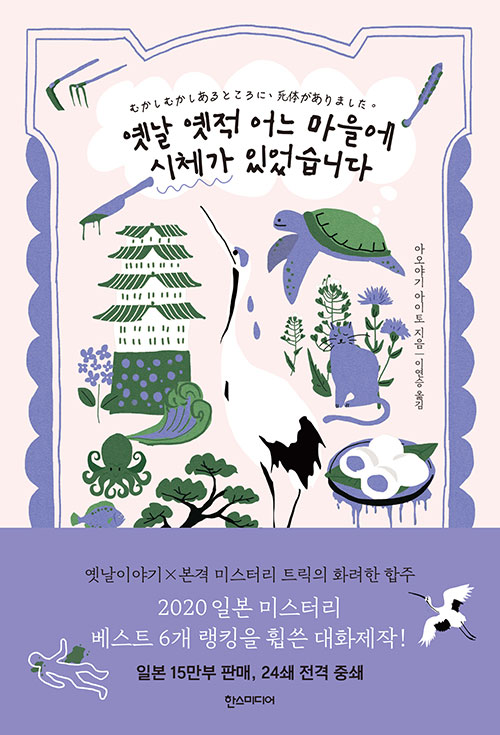 むかしむかしあるところに、死体がありました。
옛날 옛적 어느 마을에
시체가 있었습니다
아오야기 아이토 지음 | 이연승 옮김
옛날이야기×본격 미스터리 트릭의 화려한 합주
2020 일본 미스터리
베스트 6개 랭킹을 휩쓴 대화제작!
일본 15만부 판매, 24쇄 전격 중쇄
한스미디어